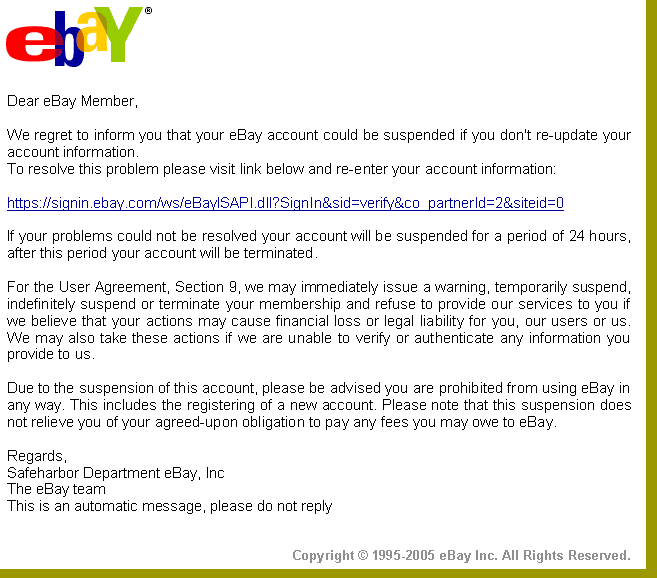 ebaY®
Dear eBay Member,
We regret to inform you that your eBay account could be suspended if you don't re-update your
account information.
To resolve this problem please visit link below and re-enter your account information:
https://signin.ebay.com/ws/eBayISAPI.dll?SignIn&sid=verify&co_partnerId=2&siteid=0
If your problems could not be resolved your account will be suspended for a period of 24 hours,
after this period your account will be terminated.
For the User Agreement, Section 9, we may immediately issue a warning, temporarily suspend,
indefinitely suspend or terminate your membership and refuse to provide our services to you if
we believe that your actions may cause financial loss or legal liability for you, our users or us.
We may also take these actions if we are unable to verify or authenticate any information you
provide to us.
Due to the suspension of this account, please be advised you are prohibited from using eBay in
any way. This includes the registering of a new account. Please note that this suspension does
not relieve you of your agreed-upon obligation to pay any fees you may owe to eBay.
Regards,
Safeharbor Department eBay, Inc
The eBay team
This is an automatic message, please do not reply
Copyright © 1995-2005 eBay Inc. All Rights Reserved.